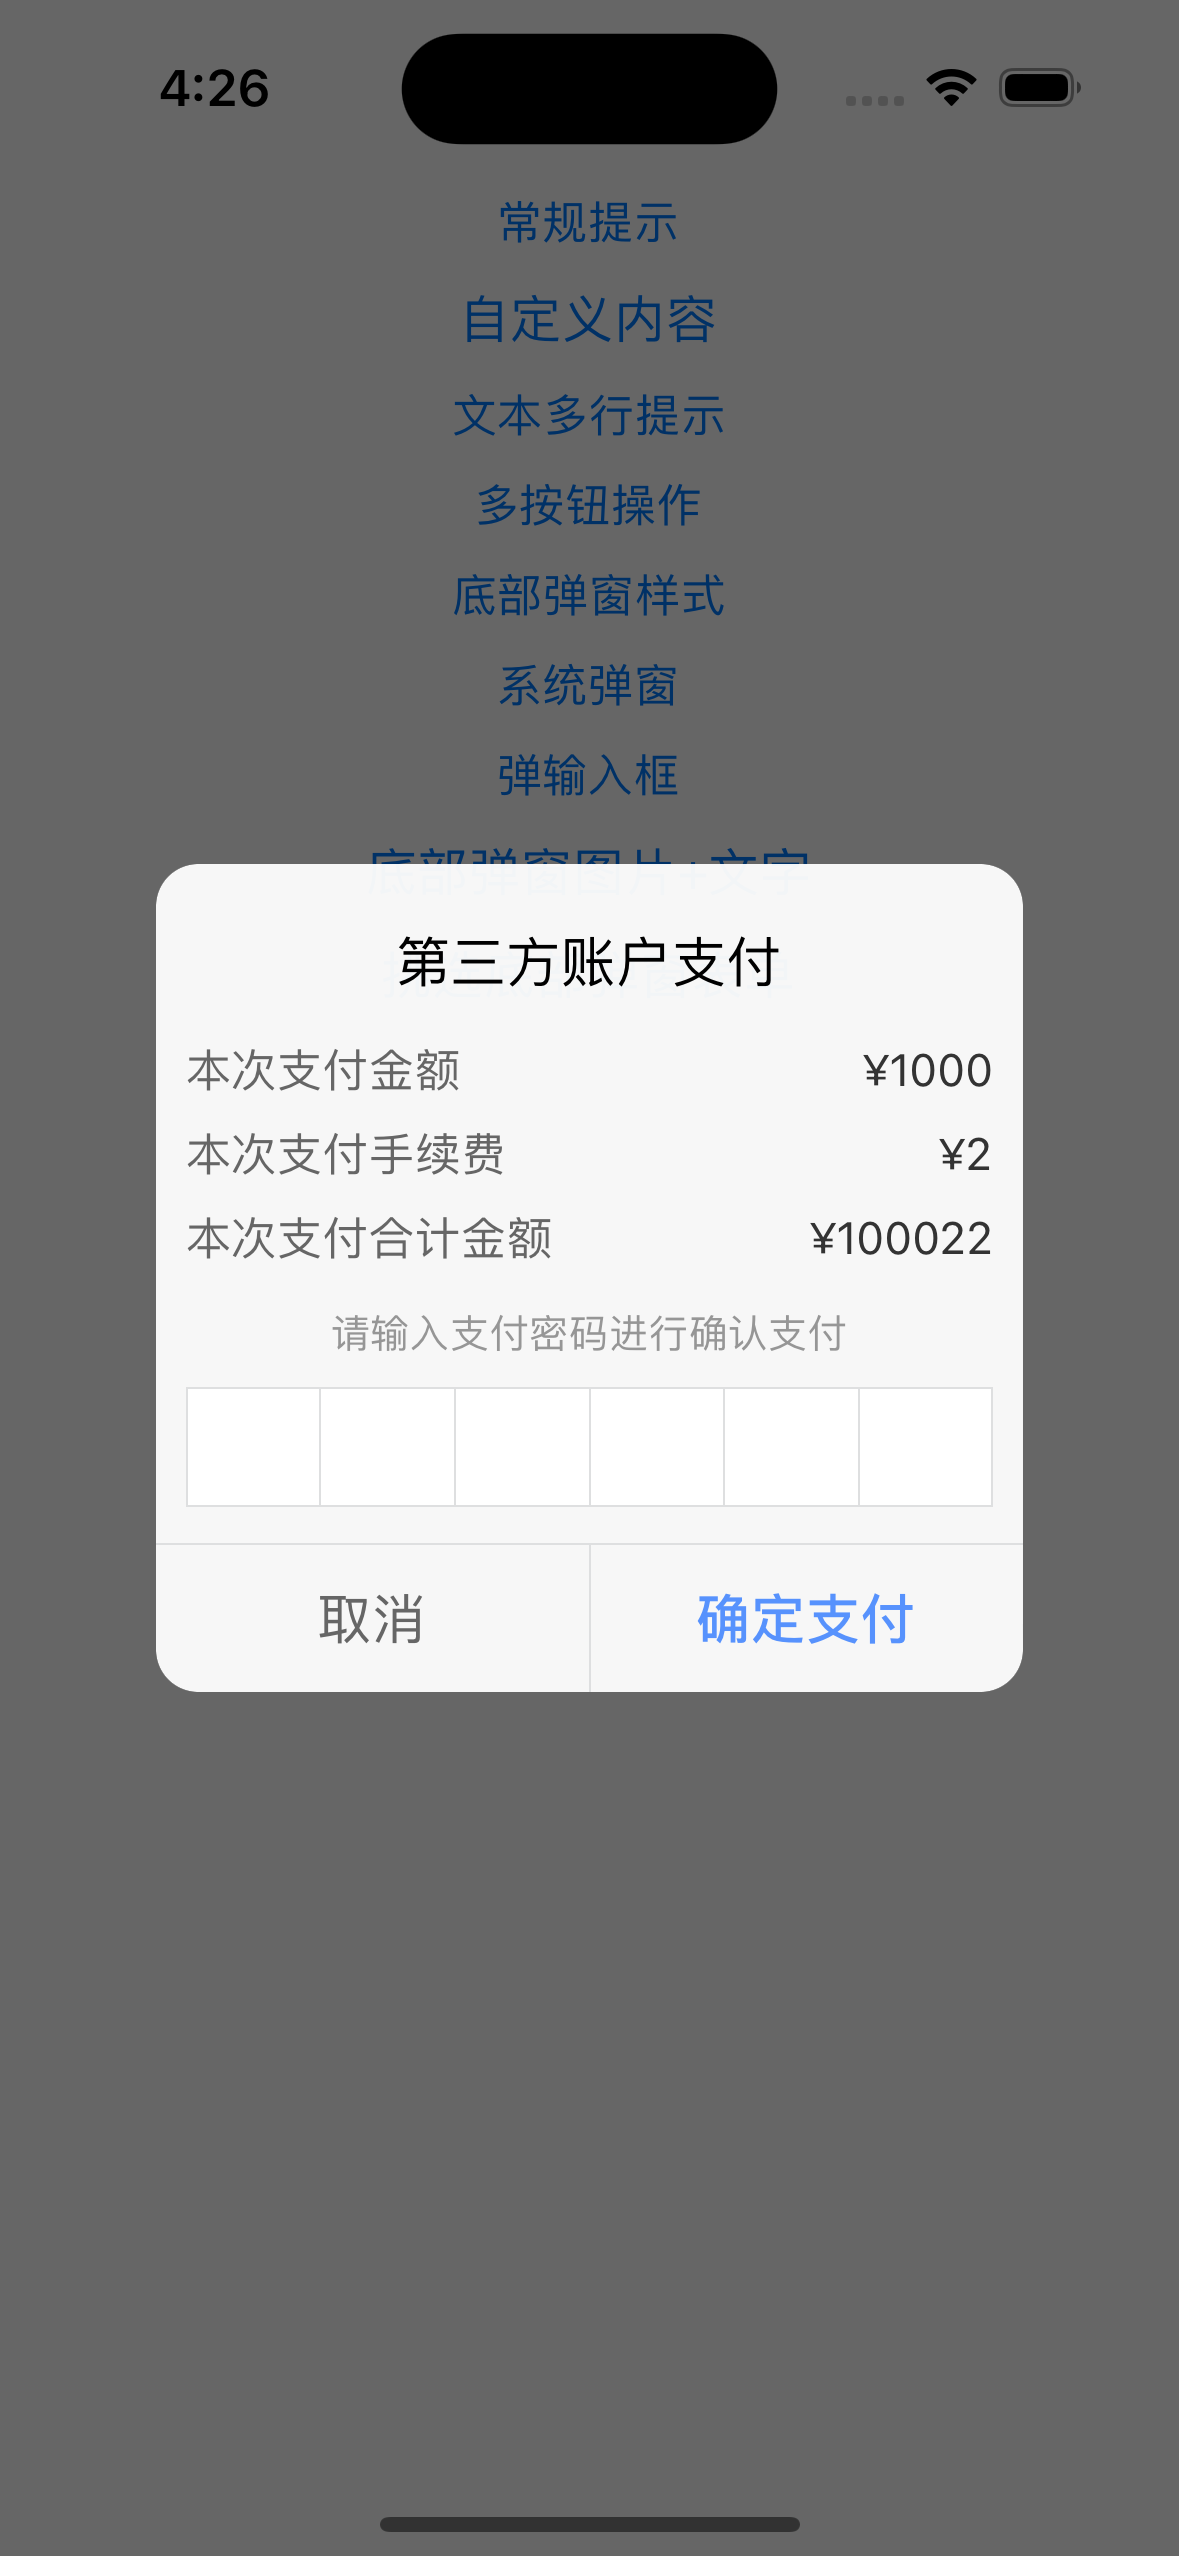 4:26
常规提示
自定义内容
文本多行提示
多按钮操作
底部弹窗样式
系统弹窗
弹输入框
底部弹窗图片+文字
第三方账户支付
本次支付金额 ¥1000
本次支付手续费 ¥2
本次支付合计金额 ¥100022
请输入支付密码进行确认支付
取消 确定支付